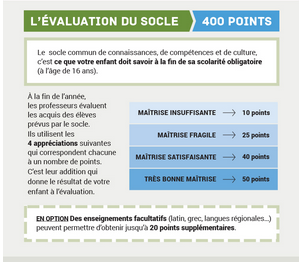 L'ÉVALUATION DU SOCLE 400 POINTS
Le socle commun de connaissances, de compétences et de culture,
c'est ce que votre enfant doit savoir à la fin de sa scolarité obligatoire
(à l'âge de 16 ans).
À la fin de l'année,
les professeurs évaluent
les acquis des élèves
prévus par le socle.
Ils utilisent les
4 appréciations suivantes
qui correspondent chacune
à un nombre de points.
C'est leur addition qui
donne le résultat de votre
enfant à l'évaluation.
MAÎTRISE INSUFFISANTE → 10 points
MAÎTRISE FRAGILE → 25 points
MAÎTRISE SATISFAISANTE → 40 points
TRÈS BONNE MAÎTRISE → 50 points
EN OPTION Des enseignements facultatifs (latin, grec, langues régionales...)
peuvent permettre d'obtenir jusqu'à 20 points supplémentaires.